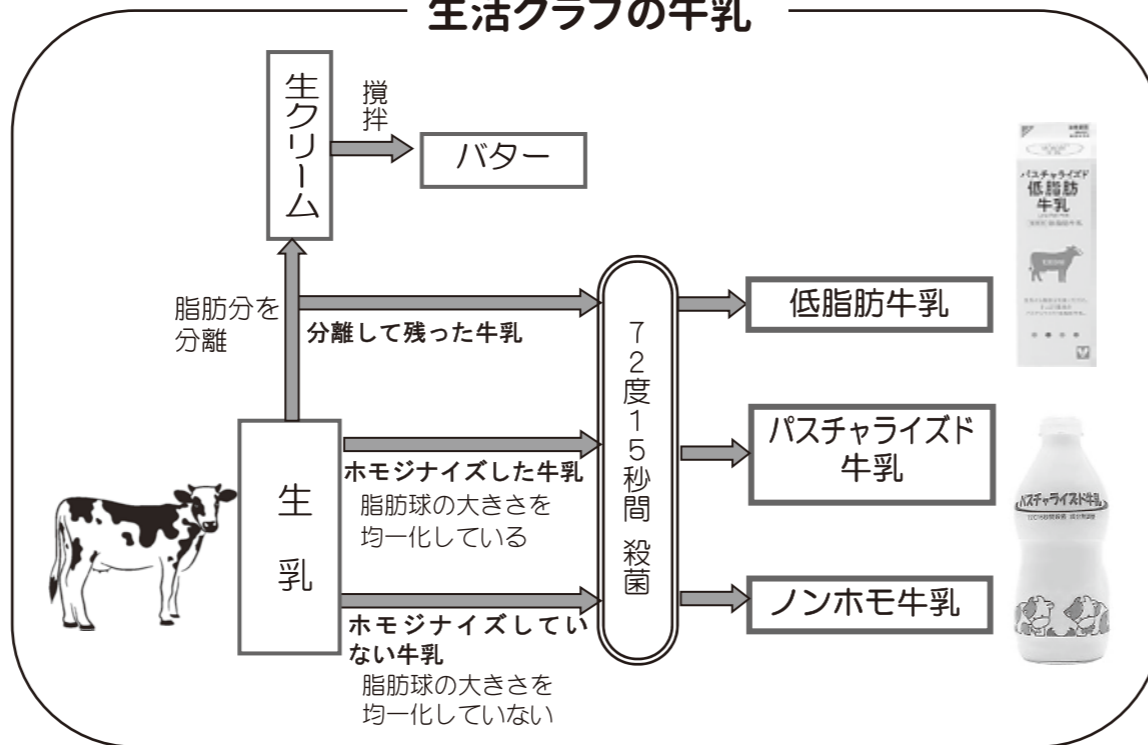 生活クラブの牛乳
生クリーム
攪拌
バター
脂肪分を
分離
分離して残った牛乳
72度15秒間 殺菌
低脂肪牛乳
生乳
ホモジナイズした牛乳
脂肪球の大きさを
均一化している
パスチャライズド
牛乳
ホモジナイズしてい
ない牛乳
脂肪球の大きさを
均一化していない
ノンホモ牛乳
パスチャライズド
低脂肪
牛乳
パスチャライズド牛乳